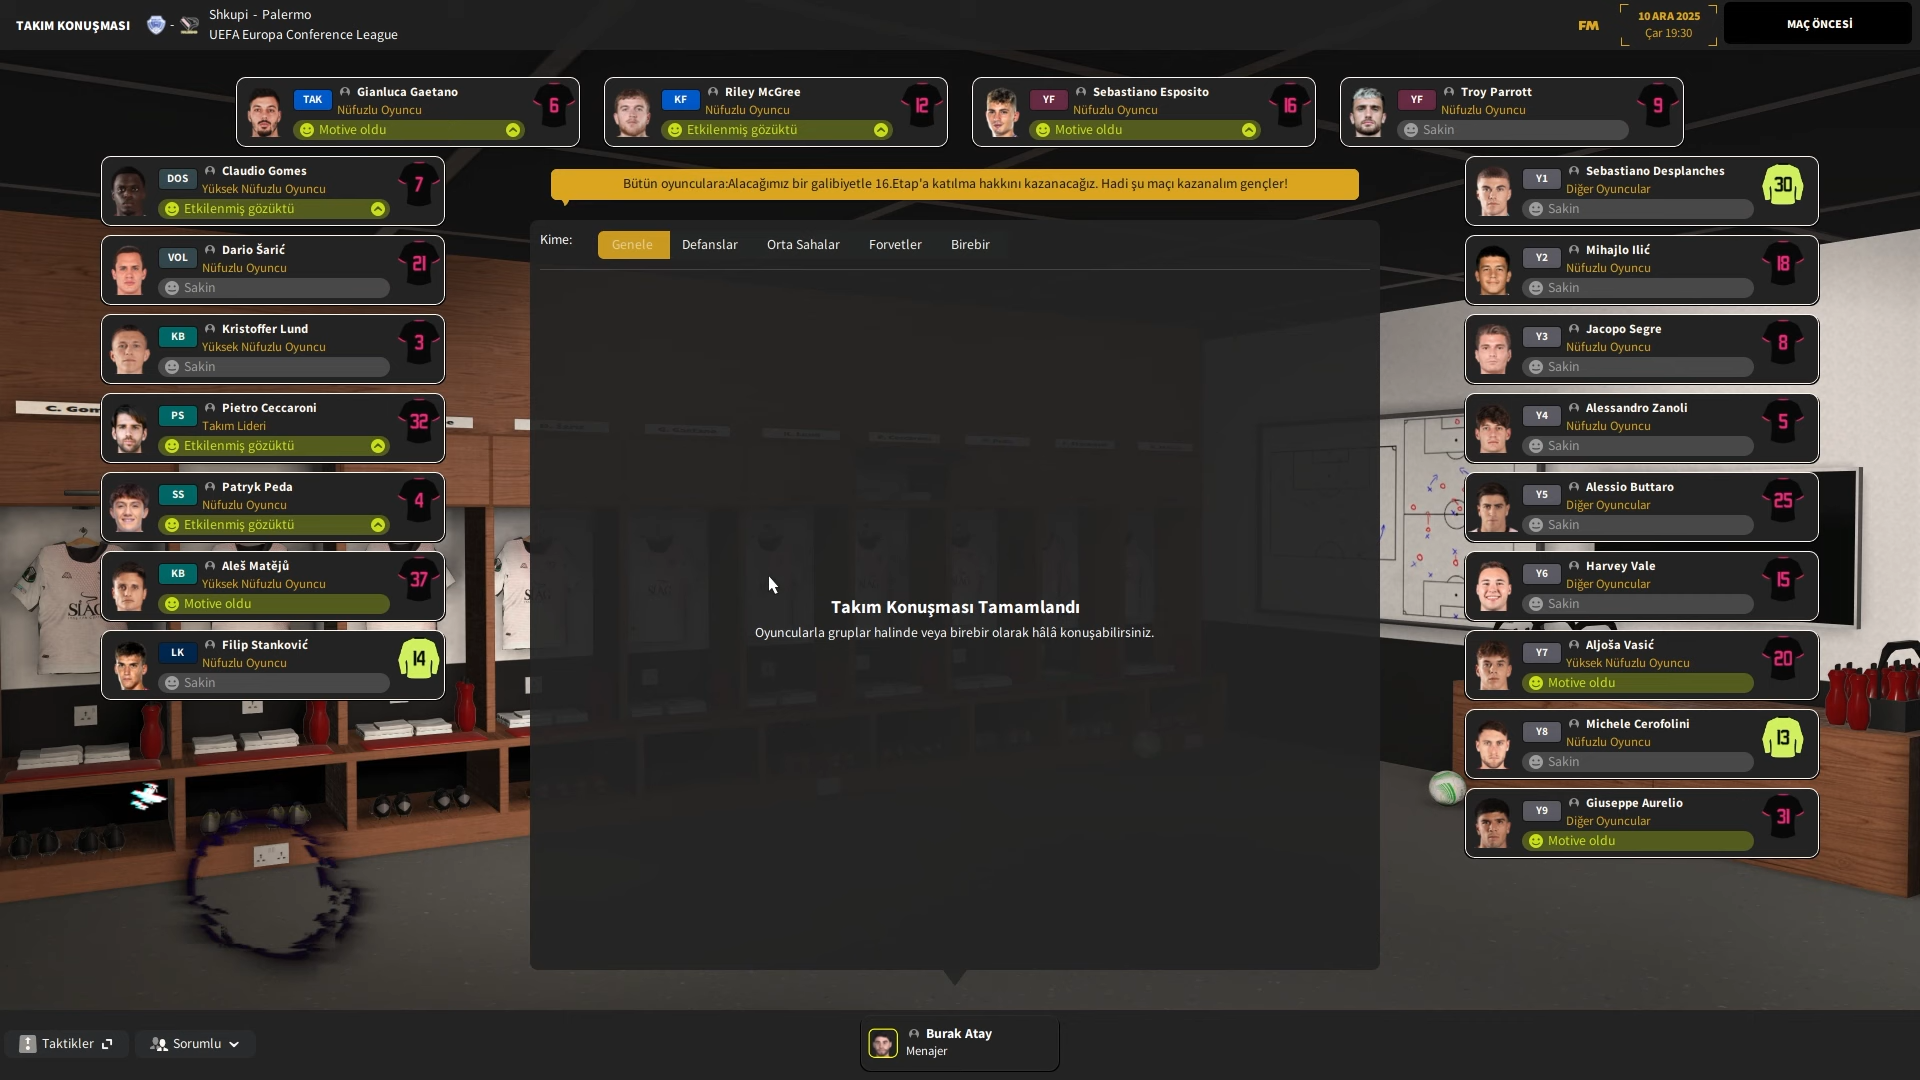 TAKIM KONUŞMASI
Shkupi - Palermo
UEFA Europa Conference League
FM
10 ARA 2025
Çar 19:30
MAÇ ÖNCESİ
TAK Gianluca Gaetano
Nüfuzlu Oyuncu
Motive oldu
6
KF Riley McGree
Nüfuzlu Oyuncu
Etkilenmiş gözüktü
12
YF Sebastiano Esposito
Nüfuzlu Oyuncu
Motive oldu
16
YF Troy Parrott
Nüfuzlu Oyuncu
Sakin
9
DOS Claudio Gomes
Yüksek Nüfuzlu Oyuncu
Etkilenmiş gözüktü
7
VOL Dario Šarić
Nüfuzlu Oyuncu
Sakin
21
KB Kristoffer Lund
Yüksek Nüfuzlu Oyuncu
Sakin
3
PS Pietro Ceccaroni
Takım Lideri
Etkilenmiş gözüktü
32
SS Patryk Peda
Nüfuzlu Oyuncu
Etkilenmiş gözüktü
4
KB Aleš Matějů
Yüksek Nüfuzlu Oyuncu
Motive oldu
37
LK Filip Stanković
Nüfuzlu Oyuncu
Sakin
14
Bütün oyunculara:Alacağımız bir galibiyetle 16.Etap'a katılma hakkını kazanacağız. Hadi şu maçı kazanalım gençler!
Kime: Genele Defanslar Orta Sahalar Forvetler Birebir
Takım Konuşması Tamamlandı
Oyuncularla gruplar halinde veya birebir olarak hâlâ konuşabilirsiniz.
Y1 Sebastiano Desplanches
Diğer Oyuncular
Sakin
30
Y2 Mihajlo Ilić
Nüfuzlu Oyuncu
Sakin
18
Y3 Jacopo Segre
Nüfuzlu Oyuncu
Sakin
8
Y4 Alessandro Zanoli
Nüfuzlu Oyuncu
Sakin
5
Y5 Alessio Buttaro
Diğer Oyuncular
Sakin
25
Y6 Harvey Vale
Diğer Oyuncular
Sakin
15
Y7 Aljoša Vasić
Yüksek Nüfuzlu Oyuncu
Motive oldu
20
Y8 Michele Cerofolini
Nüfuzlu Oyuncu
Sakin
13
Y9 Giuseppe Aurelio
Diğer Oyuncular
Motive oldu
31
C. Gom
Taktikler
Sorumlu
Burak Atay
Menajer